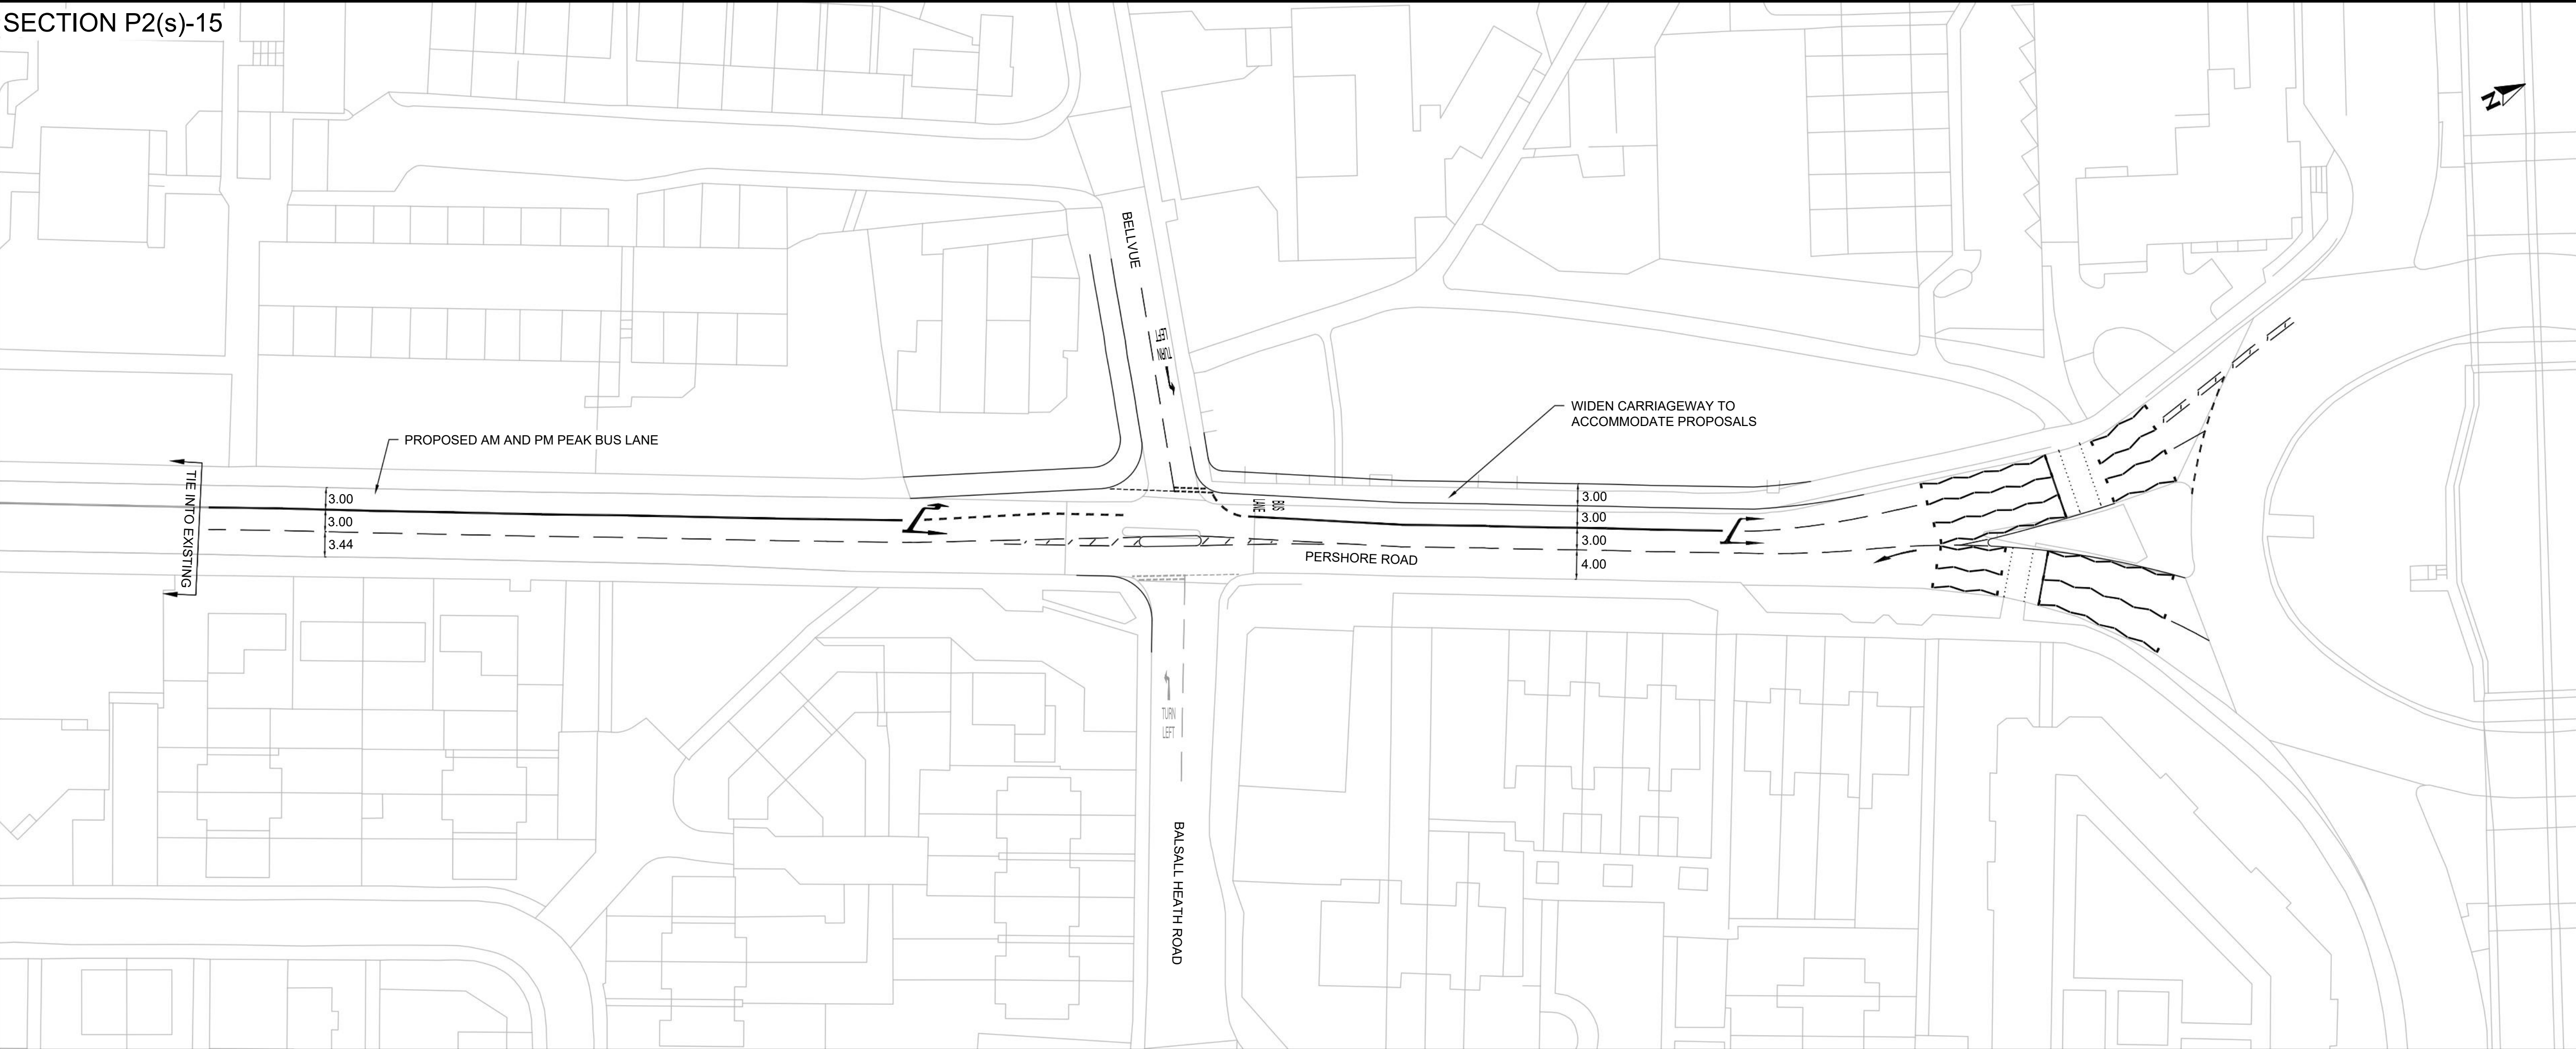 SECTION P2(s)-15
N
BELLVUE
TURN
LEFT
WIDEN CARRIAGEWAY TO
ACCOMMODATE PROPOSALS
PROPOSED AM AND PM PEAK BUS LANE
TIE INTO EXISTING
3.00
3.00
3.44
BUS
LANE
3.00
3.00
3.00
4.00
PERSHORE ROAD
TURN
LEFT
BALSALL HEATH ROAD